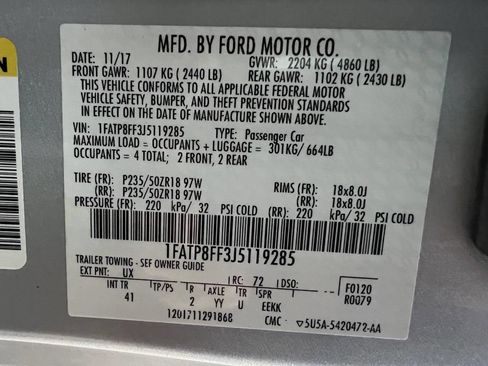 MFD. BY FORD MOTOR CO.
DATE: 11/17 GVWR: 2204 KG ( 4860 LB)
FRONT GAWR: 1107 KG ( 2440 LB) REAR GAWR: 1102 KG ( 2430 LB)
THIS VEHICLE CONFORMS TO ALL APPLICABLE FEDERAL MOTOR
VEHICLE SAFETY, BUMPER, AND THEFT PREVENTION STANDARDS
IN EFFECT ON THE DATE OF MANUFACTURE SHOWN ABOVE.
VIN: 1FATP8FF3J5119285 TYPE: Passenger Car
MAXIMUM LOAD = OCCUPANTS + LUGGAGE = 301KG/ 664LB
OCCUPANTS = 4 TOTAL; 2 FRONT, 2 REAR
TIRE (FR): P235/50ZR18 97W RIMS (FR): 18x8.0J
(RR): P235/50ZR18 97W (RR): 18x8.0J
PRESSURE (FR): 220 kPa/ 32 PSI COLD (RR): 220 kPa/ 32 PSI COLD
1FATP8FF3J5119285
TRAILER TOWING - SEE OWNER GUIDE
EXT PNT: UX RC: 72 DSO: F0120
INT TR TP/PS R AXLE TR SPR R0079
41 2 YY U EEKK
1201711291868 CMC ▽5U5A-5420472-AA
N